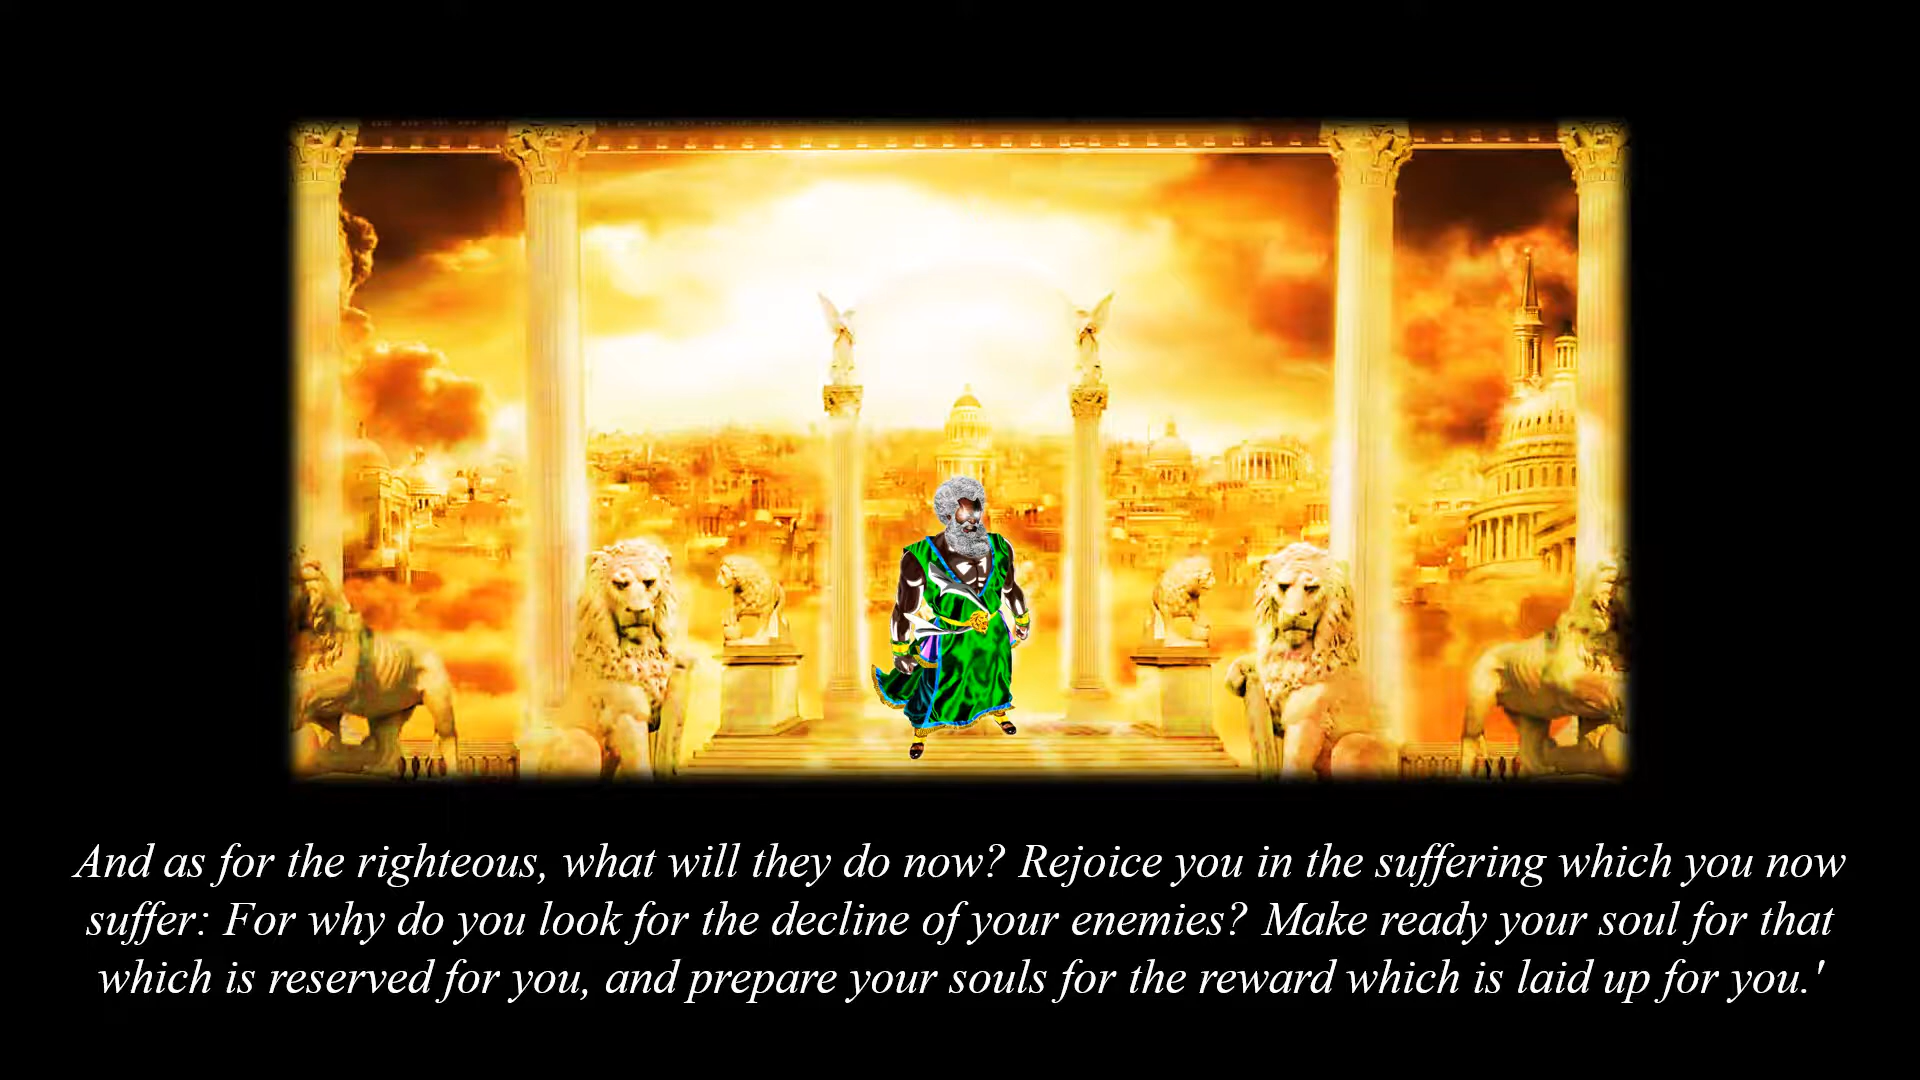 And as for the righteous, what will they do now? Rejoice you in the suffering which you now
suffer: For why do you look for the decline of your enemies? Make ready your soul for that
which is reserved for you, and prepare your souls for the reward which is laid up for you.'